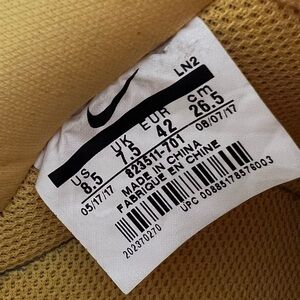 LN2
US UK EUR cm
8.5 7.5 42 26.5
05/17/17 08/07/17
823511-701
MADE IN CHINA
FABRIQUE EN CHINE
UPC 00885178576003
202370270